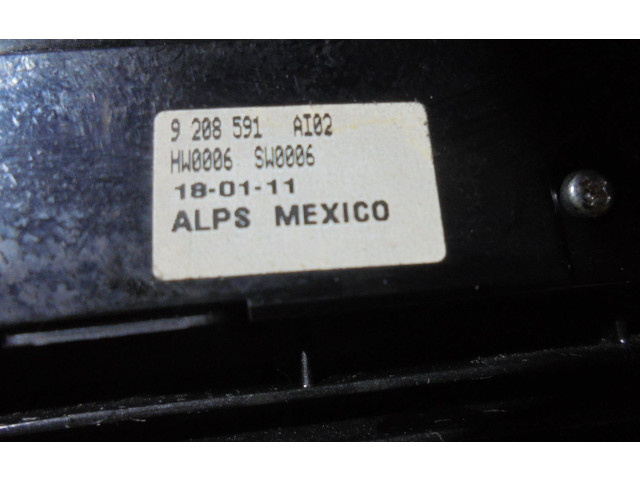 9 208 591 AI02
HW0006 SW0006
18-01-11
ALPS MEXICO